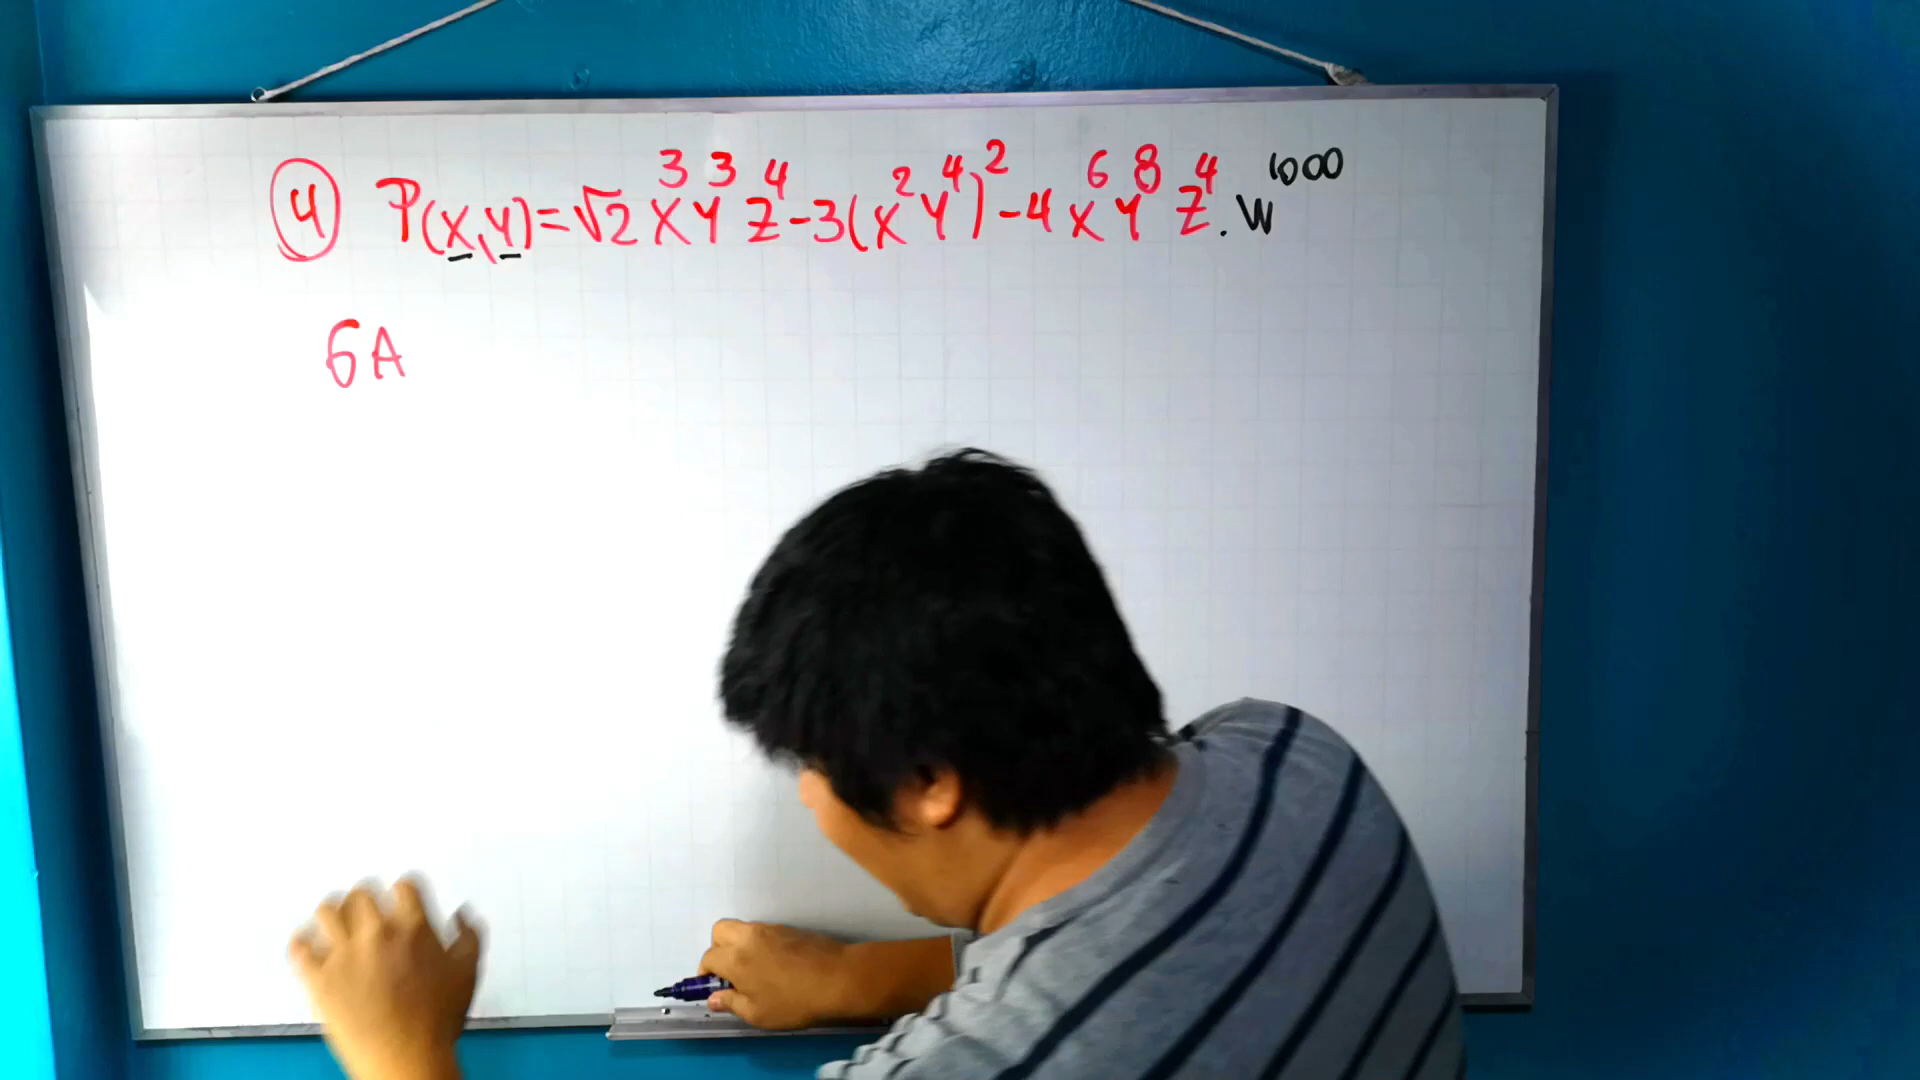 ④ P(X,Y)=√2 X³Y³Z⁴-3(X²Y⁴)²-4X⁶Y⁸Z⁴.W¹⁰⁰⁰
GA